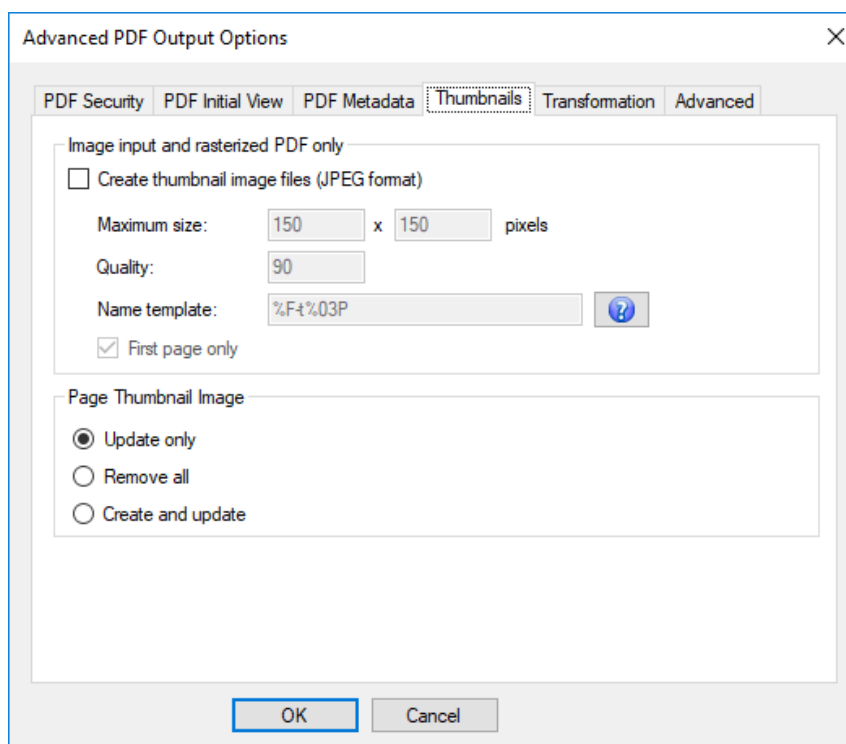 Advanced PDF Output Options
PDF Security PDF Initial View PDF Metadata Thumbnails Transformation Advanced
Image input and rasterized PDF only
Create thumbnail image files (JPEG format)
Maximum size: 150 x 150 pixels
Quality: 90
Name template: %F-t%03P ?
First page only
Page Thumbnail Image
Update only
Remove all
Create and update
OK Cancel